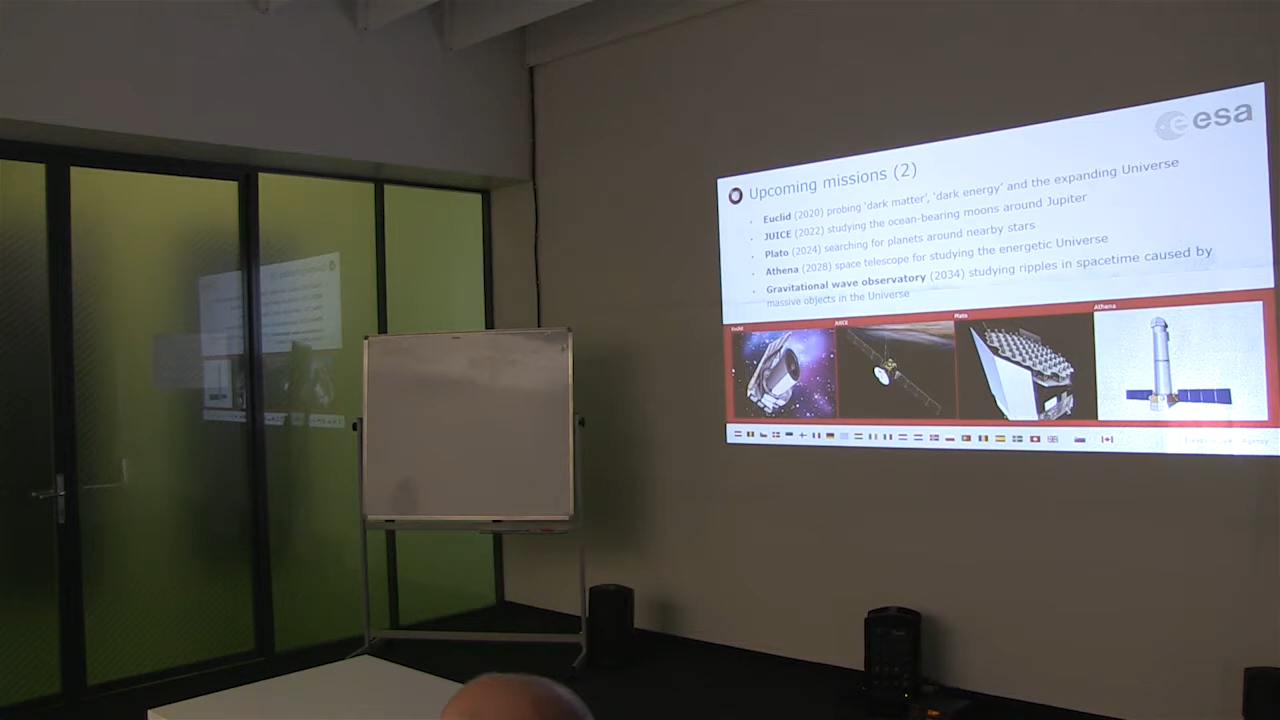 esa
Upcoming missions (2)
Euclid (2020) probing 'dark matter', 'dark energy' and the expanding Universe
JUICE (2022) studying the ocean-bearing moons around Jupiter
Plato (2024) searching for planets around nearby stars
Athena (2028) space telescope for studying the energetic Universe
Gravitational wave observatory (2034) studying ripples in spacetime caused by
massive objects in the Universe
Euclid
JUICE
Plato
Athena